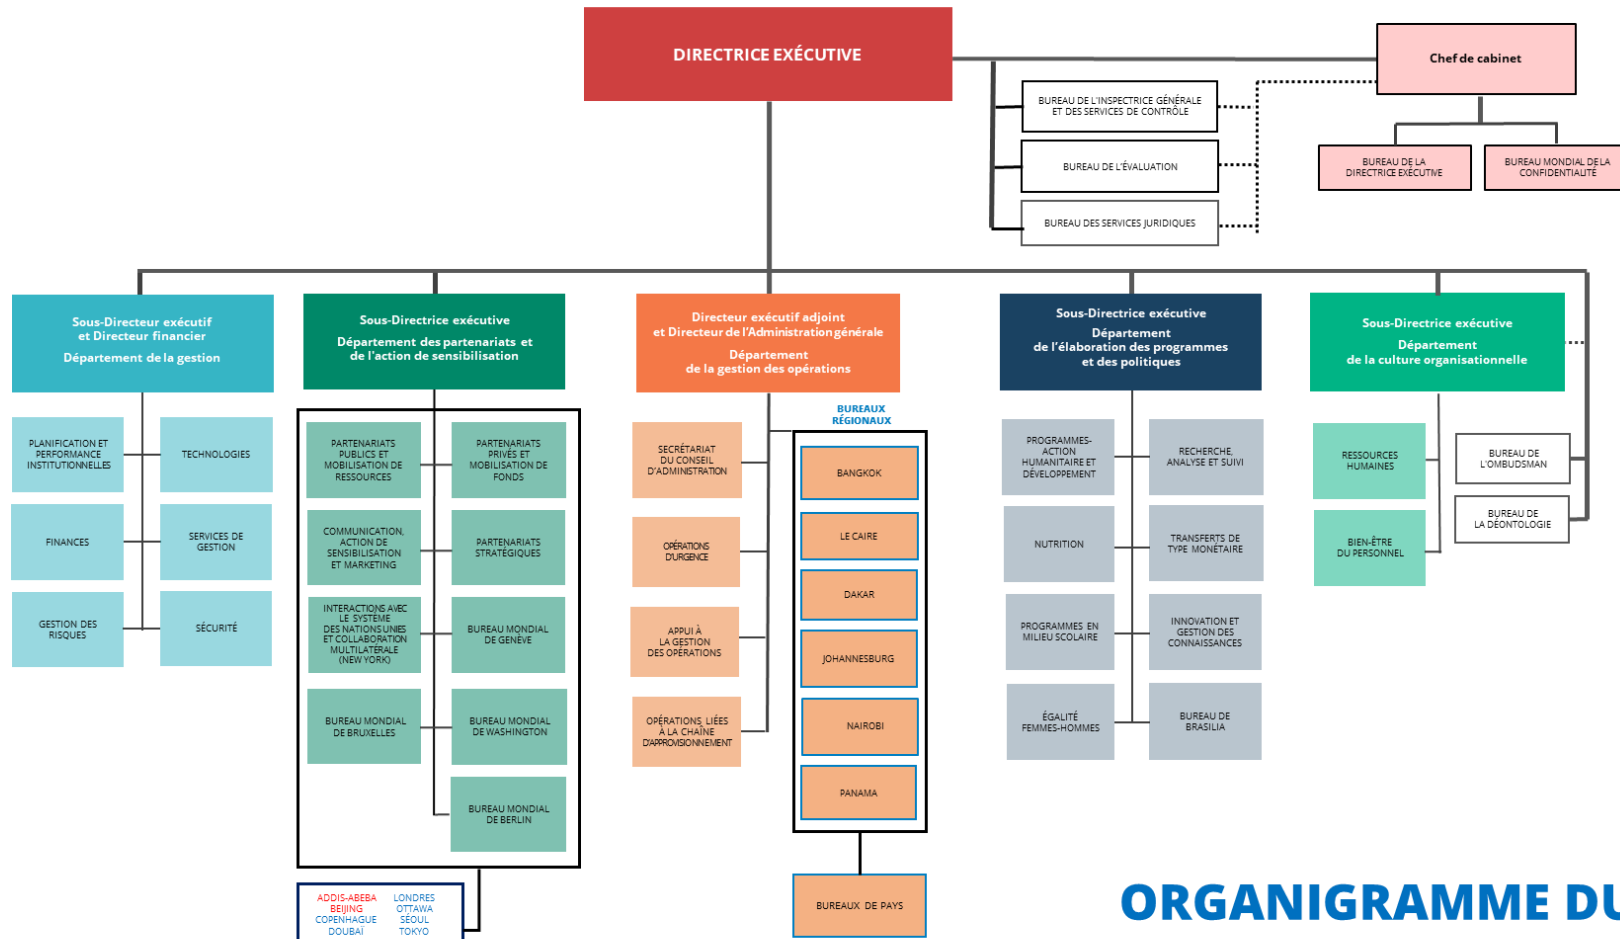 DIRECTRICE EXÉCUTIVE
Chef de cabinet
BUREAU DE L'INSPECTRICE GÉNÉRALE
ET DES SERVICES DE CONTRÔLE
BUREAU DE L'ÉVALUATION
BUREAU DES SERVICES JURIDIQUES
BUREAU DE LA
DIRECTRICE EXÉCUTIVE
BUREAU MONDIAL DE LA
CONFIDENTIALITÉ
Sous-Directeur exécutif
et Directeur financier
Département de la gestion
PLANIFICATION ET
PERFORMANCE
INSTITUTIONNELLES
TECHNOLOGIES
FINANCES
SERVICES DE
GESTION
GESTION DES
RISQUES
SÉCURITÉ
Sous-Directrice exécutive
Département des partenariats et
de l'action de sensibilisation
PARTENARIATS
PUBLICS ET
MOBILISATION DE
RESSOURCES
PARTENARIATS
PRIVÉS ET
MOBILISATION DE
FONDS
COMMUNICATION,
ACTION DE
SENSIBILISATION
ET MARKETING
PARTENARIATS
STRATÉGIQUES
INTERACTIONS AVEC
LE SYSTÈME
DES NATIONS UNIES
ET COLLABORATION
MULTILATÉRALE
(NEW YORK)
BUREAU MONDIAL
DE GENÈVE
BUREAU MONDIAL
DE BRUXELLES
BUREAU MONDIAL
DE WASHINGTON
BUREAU MONDIAL
DE BERLIN
ADDIS-ABEBA
BEIJING
COPENHAGUE
DOUBAÏ
LONDRES
OTTAWA
SÉOUL
TOKYO
Directeur exécutif adjoint
et Directeur de l'Administration générale
Département
de la gestion des opérations
SECRÉTARIAT
DU CONSEIL
D'ADMINISTRATION
OPÉRATIONS
D'URGENCE
APPUI À
LA GESTION
DES OPÉRATIONS
OPÉRATIONS LIÉES
À LA CHAÎNE
D'APPROVISIONNEMENT
BUREAUX
RÉGIONAUX
BANGKOK
LE CAIRE
DAKAR
JOHANNESBURG
NAIROBI
PANAMA
BUREAUX DE PAYS
Sous-Directrice exécutive
Département
de l'élaboration des programmes
et des politiques
PROGRAMMES-
ACTION
HUMANITAIRE ET
DÉVELOPPEMENT
RECHERCHE,
ANALYSE ET SUIVI
NUTRITION
TRANSFERTS DE
TYPE MONÉTAIRE
PROGRAMMES EN
MILIEU SCOLAIRE
INNOVATION ET
GESTION DES
CONNAISSANCES
ÉGALITÉ
FEMMES-HOMMES
BUREAU DE
BRASILIA
Sous-Directrice exécutive
Département
de la culture organisationnelle
RESSOURCES
HUMAINES
BIEN-ÊTRE
DU PERSONNEL
BUREAU DE
L'OMBUDSMAN
BUREAU DE
LA DÉONTOLOGIE
ORGANIGRAMME DU